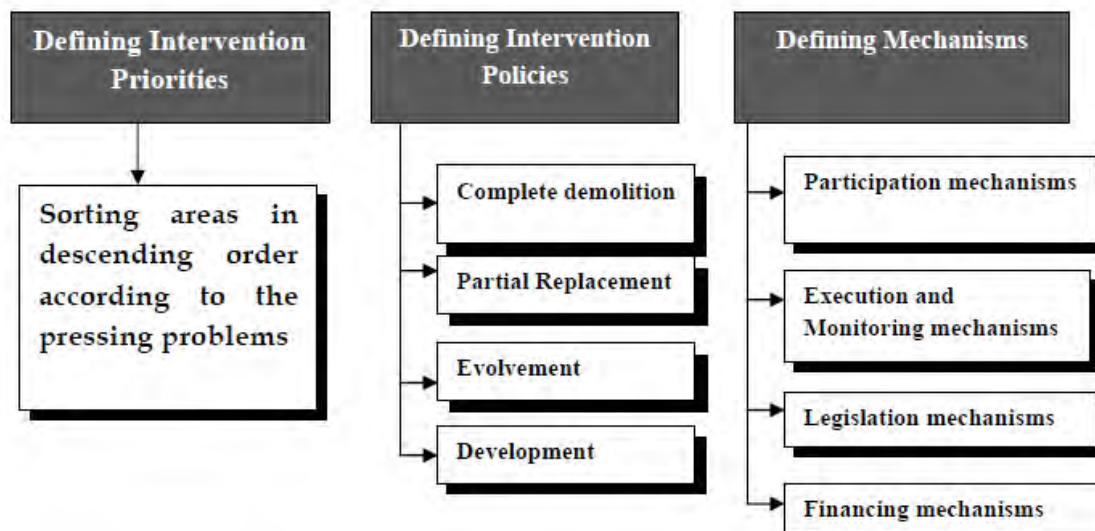 Defining Intervention
Priorities
Sorting areas in
descending order
according to the
pressing problems
Defining Intervention
Policies
Complete demolition
Partial Replacement
Evolvement
Development
Defining Mechanisms
Participation mechanisms
Execution and
Monitoring mechanisms
Legislation mechanisms
Financing mechanisms